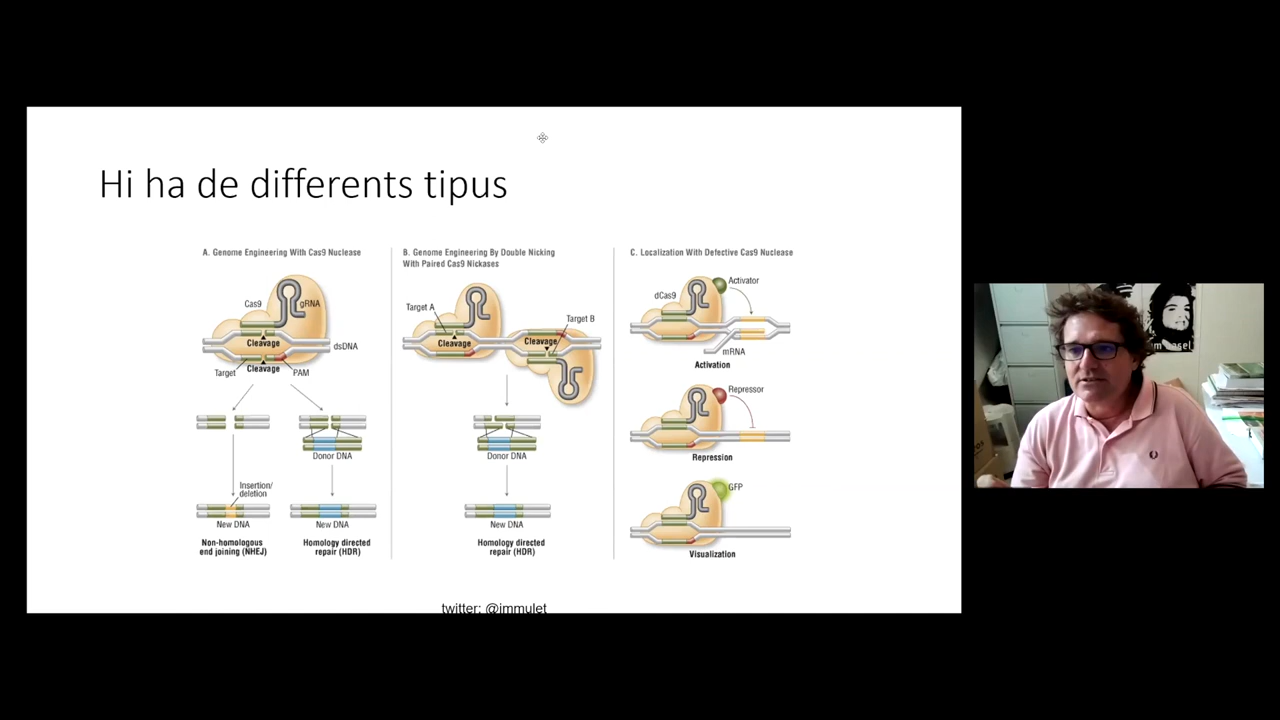 Hi ha de differents tipus
A. Genome Engineering With Cas9 Nuclease
Cas9
gRNA
Cleavage
dsDNA
Cleavage
Target
PAM
Donor DNA
Insertion/
deletion
New DNA
New DNA
Non-homologous
end joining (NHEJ)
Homology directed
repair (HDR)
B. Genome Engineering By Double Nicking
With Paired Cas9 Nickases
Target A
Target B
Cleavage
Cleavage
Donor DNA
New DNA
Homology directed
repair (HDR)
C. Localization With Defective Cas9 Nuclease
Activator
dCas9
mRNA
Activation
Repressor
Repression
GFP
Visualization
twitter: @immulet